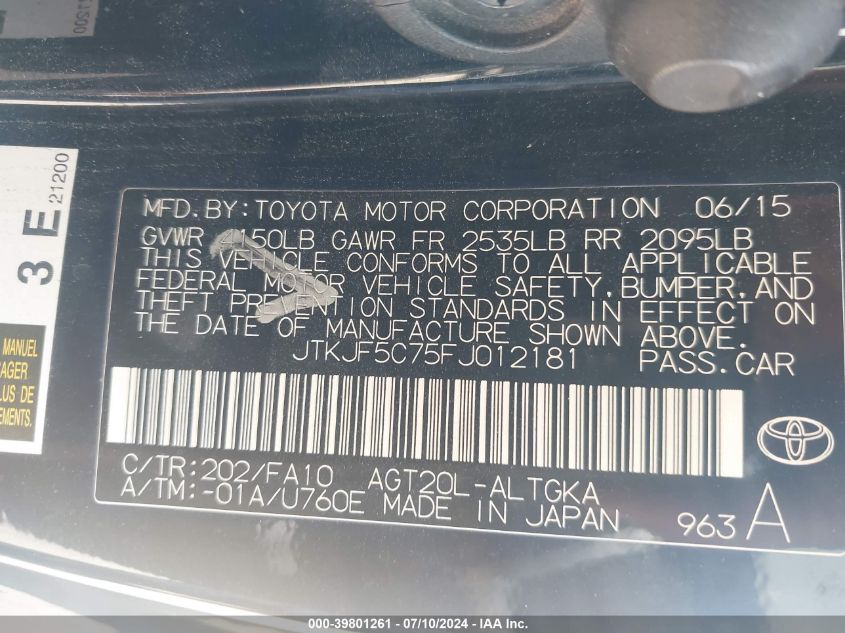 00S1
3 E
21200
MANUEL
AGER
LUS DE
EMENTS.
MFD.BY:TOYOTA MOTOR CORPORATION 06/15
GVWR 4150LB GAWR FR 2535LB RR 2095LB
THIS VEHICLE CONFORMS TO ALL APPLICABLE
FEDERAL MOTOR VEHICLE SAFETY,BUMPER,AND
THEFT PREVENTION STANDARDS IN EFFECT ON
THE DATE OF MANUFACTURE SHOWN ABOVE.
JTKJF5C75FJ012181 PASS.CAR
C/TR:202/FA10 AGT20L-ALTGKA
A/TM:-01A/U760E MADE IN JAPAN 963 A
000-39801261 - 07/10/2024 - IAA Inc.